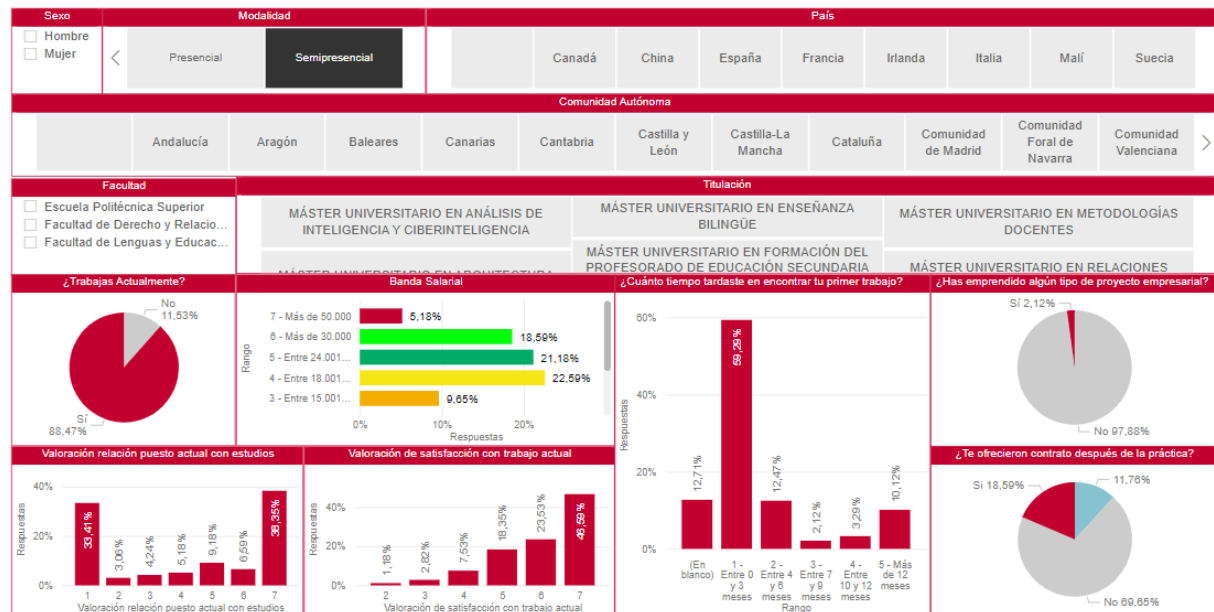 Sexo
Modalidad
País
Hombre
Mujer
Presencial
Semipresencial
Canadá
China
España
Francia
Irlanda
Italia
Malí
Suecia
Comunidad Autónoma
Andalucía
Aragón
Baleares
Canarias
Cantabria
Castilla y
León
Castilla-La
Mancha
Cataluña
Comunidad
de Madrid
Comunidad
Foral de
Navarra
Comunidad
Valenciana
Facultad
Titulación
Escuela Politécnica Superior
Facultad de Derecho y Relacio...
Facultad de Lenguas y Educac...
MÁSTER UNIVERSITARIO EN ANÁLISIS DE
INTELIGENCIA Y CIBERINTELIGENCIA
MÁSTER UNIVERSITARIO EN ENSEÑANZA
BILINGÜE
MÁSTER UNIVERSITARIO EN METODOLOGÍAS
DOCENTES
MÁSTER UNIVERSITARIO EN ARQUITECTURA
MÁSTER UNIVERSITARIO EN FORMACIÓN DEL
PROFESORADO DE EDUCACIÓN SECUNDARIA
MÁSTER UNIVERSITARIO EN RELACIONES
¿Trabajas Actualmente?
No
11,53%
Sí
88,47%
Banda Salarial
Rango
7 - Más de 50.000
5,18%
6 - Más de 30.000
18,59%
5 - Entre 24.001...
21,18%
4 - Entre 18.001...
22,59%
3 - Entre 15.001...
9,65%
0%
10%
20%
Respuestas
¿Cuánto tiempo tardaste en encontrar tu primer trabajo?
Respuestas
60%
40%
20%
0%
12,71%
59,29%
12,47%
2,12%
3,29%
10,12%
(En
blanco)
1 -
Entre 0
y 3
meses
2 -
Entre 4
y 6
meses
3 -
Entre 7
y 9
meses
4 -
Entre
10 y 12
meses
5 - Más
de 12
meses
Rango
¿Has emprendido algún tipo de proyecto empresarial?
Sí 2,12%
No 97,88%
Valoración relación puesto actual con estudios
Respuestas
40%
20%
0%
33,41%
3,06%
4,24%
5,18%
9,18%
6,59%
38,35%
1
2
3
4
5
6
7
Valoración relación puesto actual con estudios
Valoración de satisfacción con trabajo actual
Respuestas
40%
20%
0%
1,18%
2,82%
7,53%
18,35%
23,53%
46,59%
2
3
4
5
6
7
Valoración de satisfacción con trabajo actual
¿Te ofrecieron contrato después de la práctica?
Si 18,59%
11,76%
No 69,65%